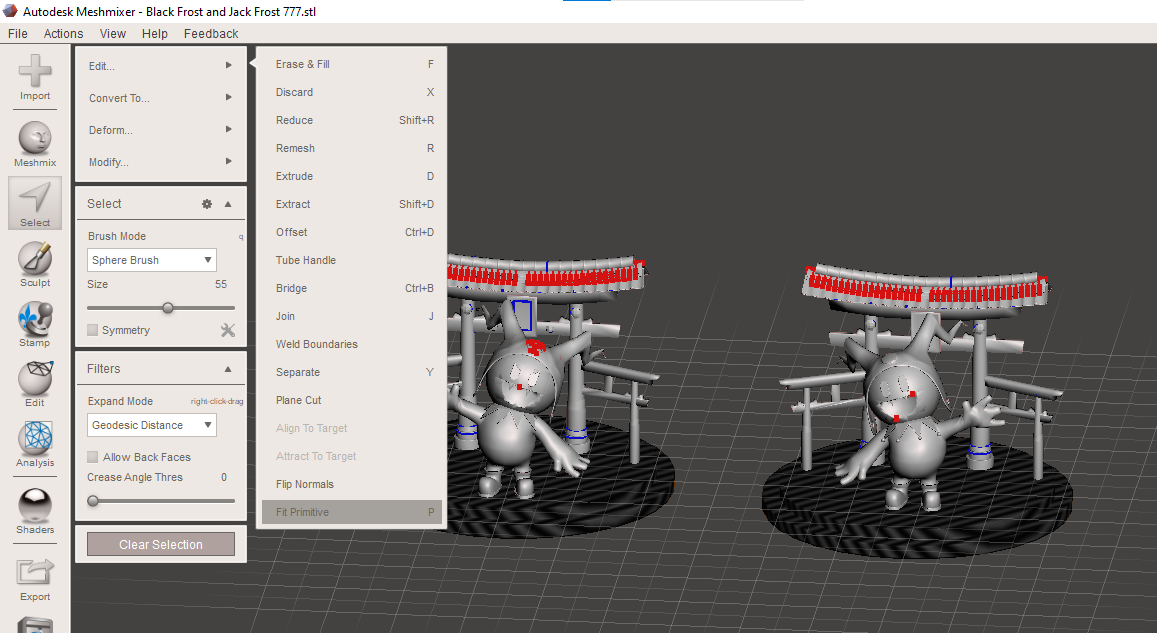 Autodesk Meshmixer - Black Frost and Jack Frost 777.stl
File Actions View Help Feedback
Import
Meshmix
Select
Sculpt
Stamp
Edit
Analysis
Shaders
Export
Edit...
Convert To...
Deform...
Modify...
Select
Brush Mode q
Sphere Brush
Size 55
Symmetry
Filters
Expand Mode right-click-drag
Geodesic Distance
Allow Back Faces
Crease Angle Thres 0
Clear Selection
Erase & Fill F
Discard X
Reduce Shift+R
Remesh R
Extrude D
Extract Shift+D
Offset Ctrl+D
Tube Handle
Bridge Ctrl+B
Join J
Weld Boundaries
Separate Y
Plane Cut
Align To Target
Attract To Target
Flip Normals
Fit Primitive P